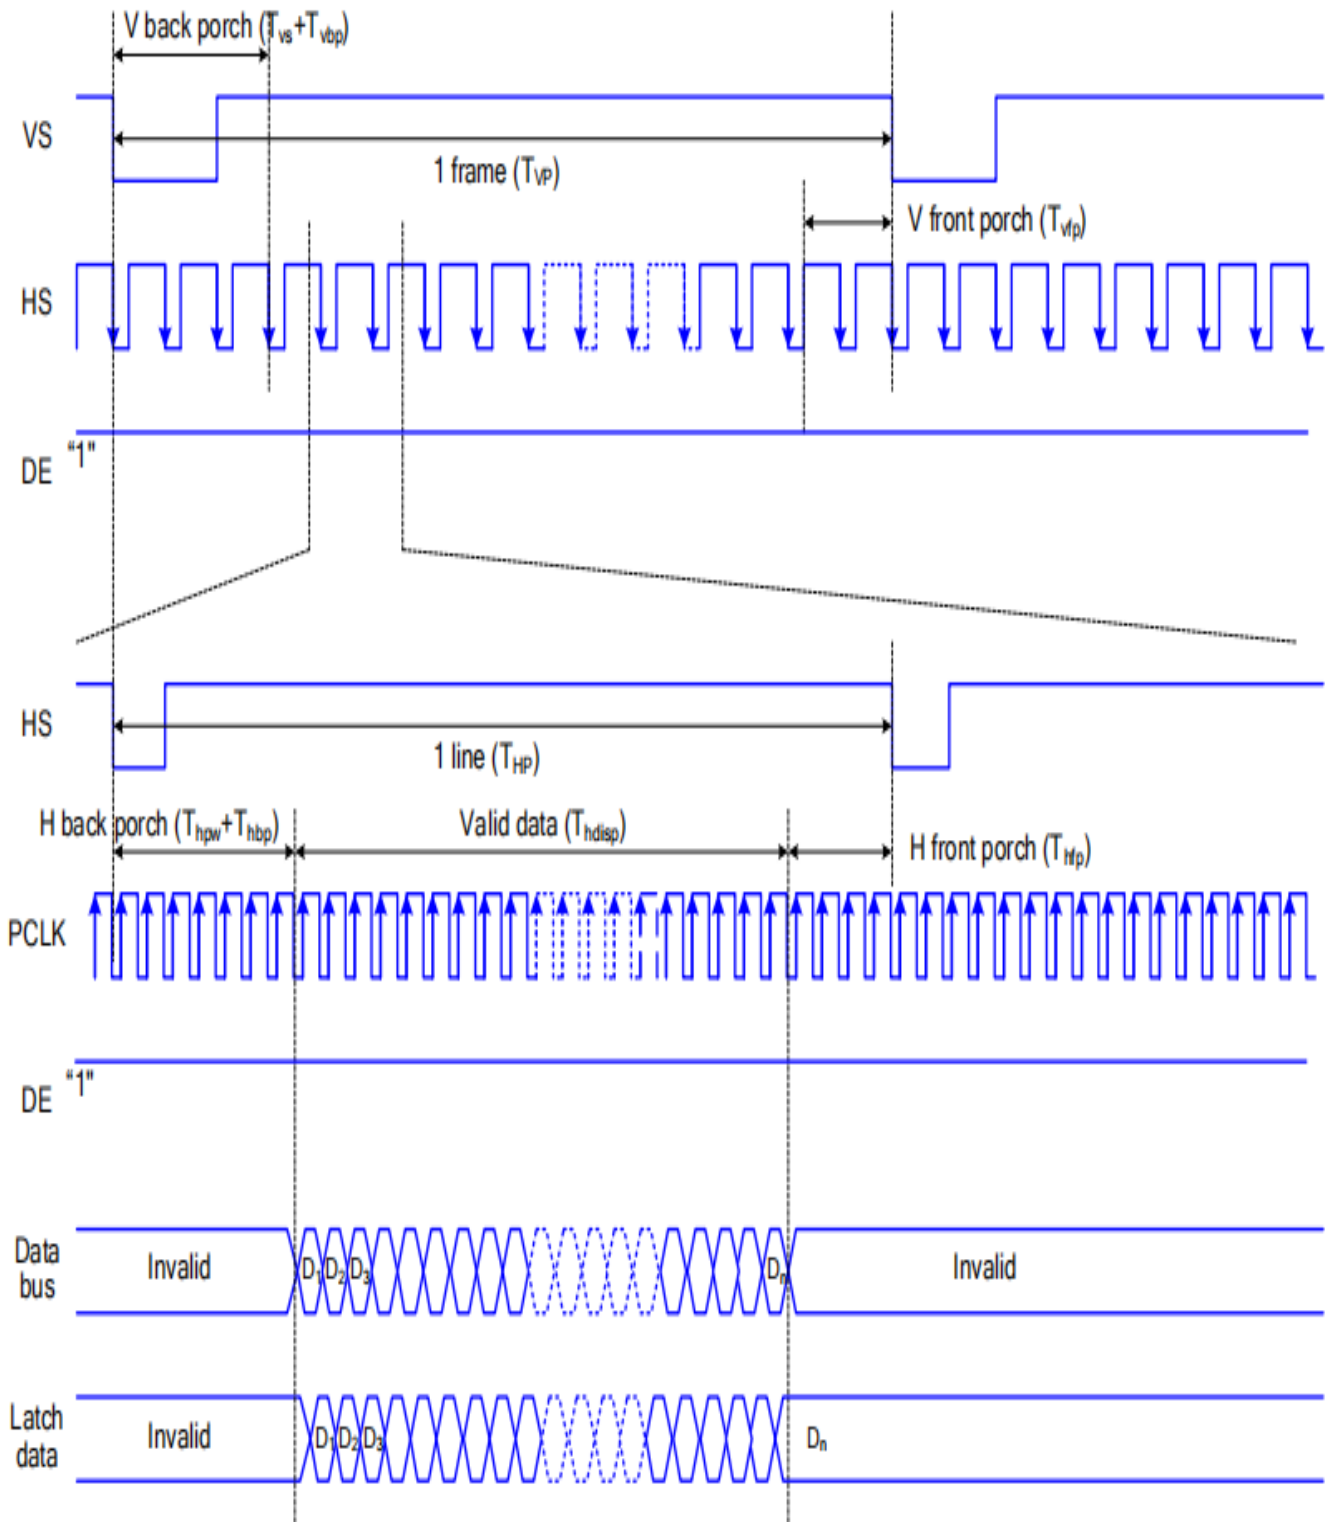 V back porch (Tvs+Tvbp)
VS
1 frame (TVP)
V front porch (Tvfp)
HS
“1”
DE
HS
1 line (THP)
H back porch (Thpw+Thbp)
Valid data (Thdisp)
H front porch (Thfp)
PCLK
“1”
DE
Data
bus
Invalid
D1 D2 D3
Dn
Invalid
Latch
data
Invalid
D1 D2 D3
Dn